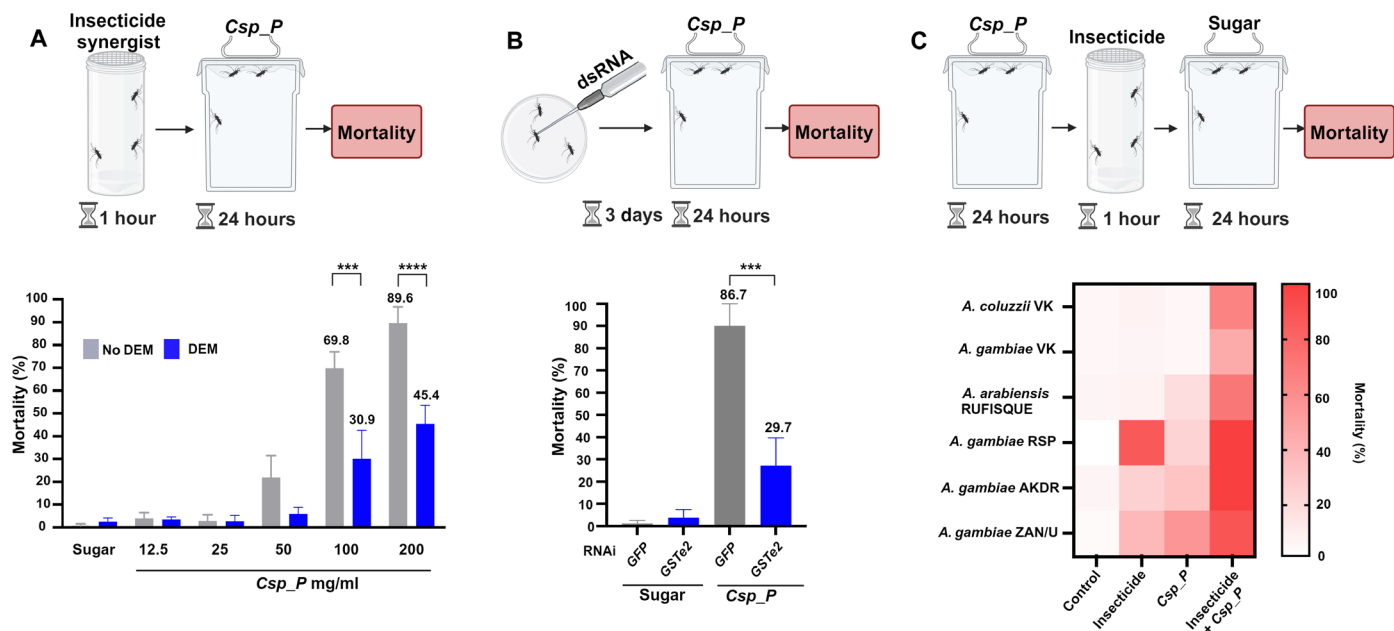 A
Insecticide
synergist
Csp_P
Mortality
1 hour
24 hours
*** ****
100
90
80
70
60
50
40
30
20
10
0
Mortality (%)
No DEM
DEM
69.8
30.9
89.6
45.4
Sugar 12.5 25 50 100 200
Csp_P mg/ml
B
dsRNA
Csp_P
Mortality
3 days 24 hours
***
100
90
80
70
60
50
40
30
20
10
0
Mortality (%)
86.7
29.7
RNAi
GFP GSTe2 GFP GSTe2
Sugar Csp_P
C
Csp_P
Insecticide
Sugar
Mortality
24 hours 1 hour 24 hours
A. coluzzii VK
A. gambiae VK
A. arabiensis
RUFISQUE
A. gambiae RSP
A. gambiae AKDR
A. gambiae ZAN/U
Control
Insecticide
Csp_P
Insecticide
+ Csp_P
100
80
60
40
20
0
Mortality (%)